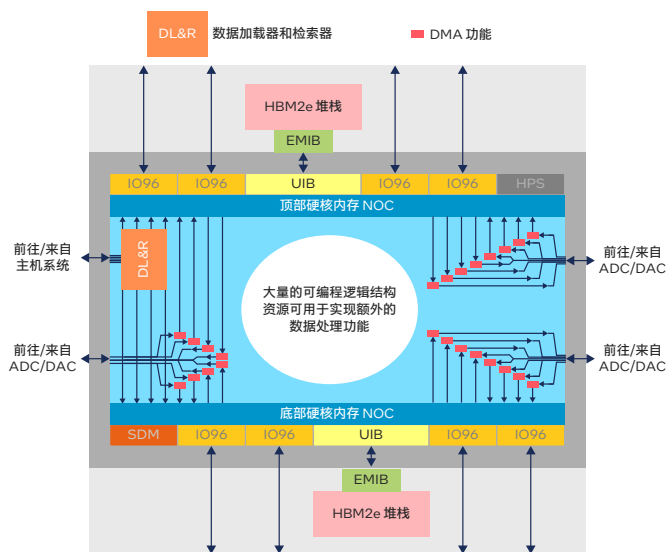 DL&R
数据加载器和检索器
DMA 功能
HBM2e 堆栈
EMIB
IO96
IO96
UIB
IO96
IO96
HPS
顶部硬核内存 NOC
前往/来自
主机系统
DL&R
前往/来自
ADC/DAC
大量的可编程逻辑结构
资源可用于实现额外的
数据处理功能
前往/来自
ADC/DAC
前往/来自
ADC/DAC
底部硬核内存 NOC
SDM
IO96
IO96
UIB
IO96
IO96
EMIB
HBM2e 堆栈